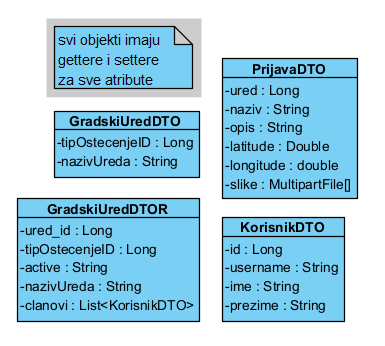 svi objekti imaju
gettere i settere
za sve atribute
GradskiUredDTO
-tipOstecenjeID : Long
-nazivUreda : String
PrijavaDTO
-ured : Long
-naziv : String
-opis : String
-latitude : Double
-longitude : double
-slike : MultipartFile[]
GradskiUredDTOR
-ured_id : Long
-tipOstecenjeID : Long
-active : String
-nazivUreda : String
-clanovi : List<KorisnikDTO>
KorisnikDTO
-id : Long
-username : String
-ime : String
-prezime : String